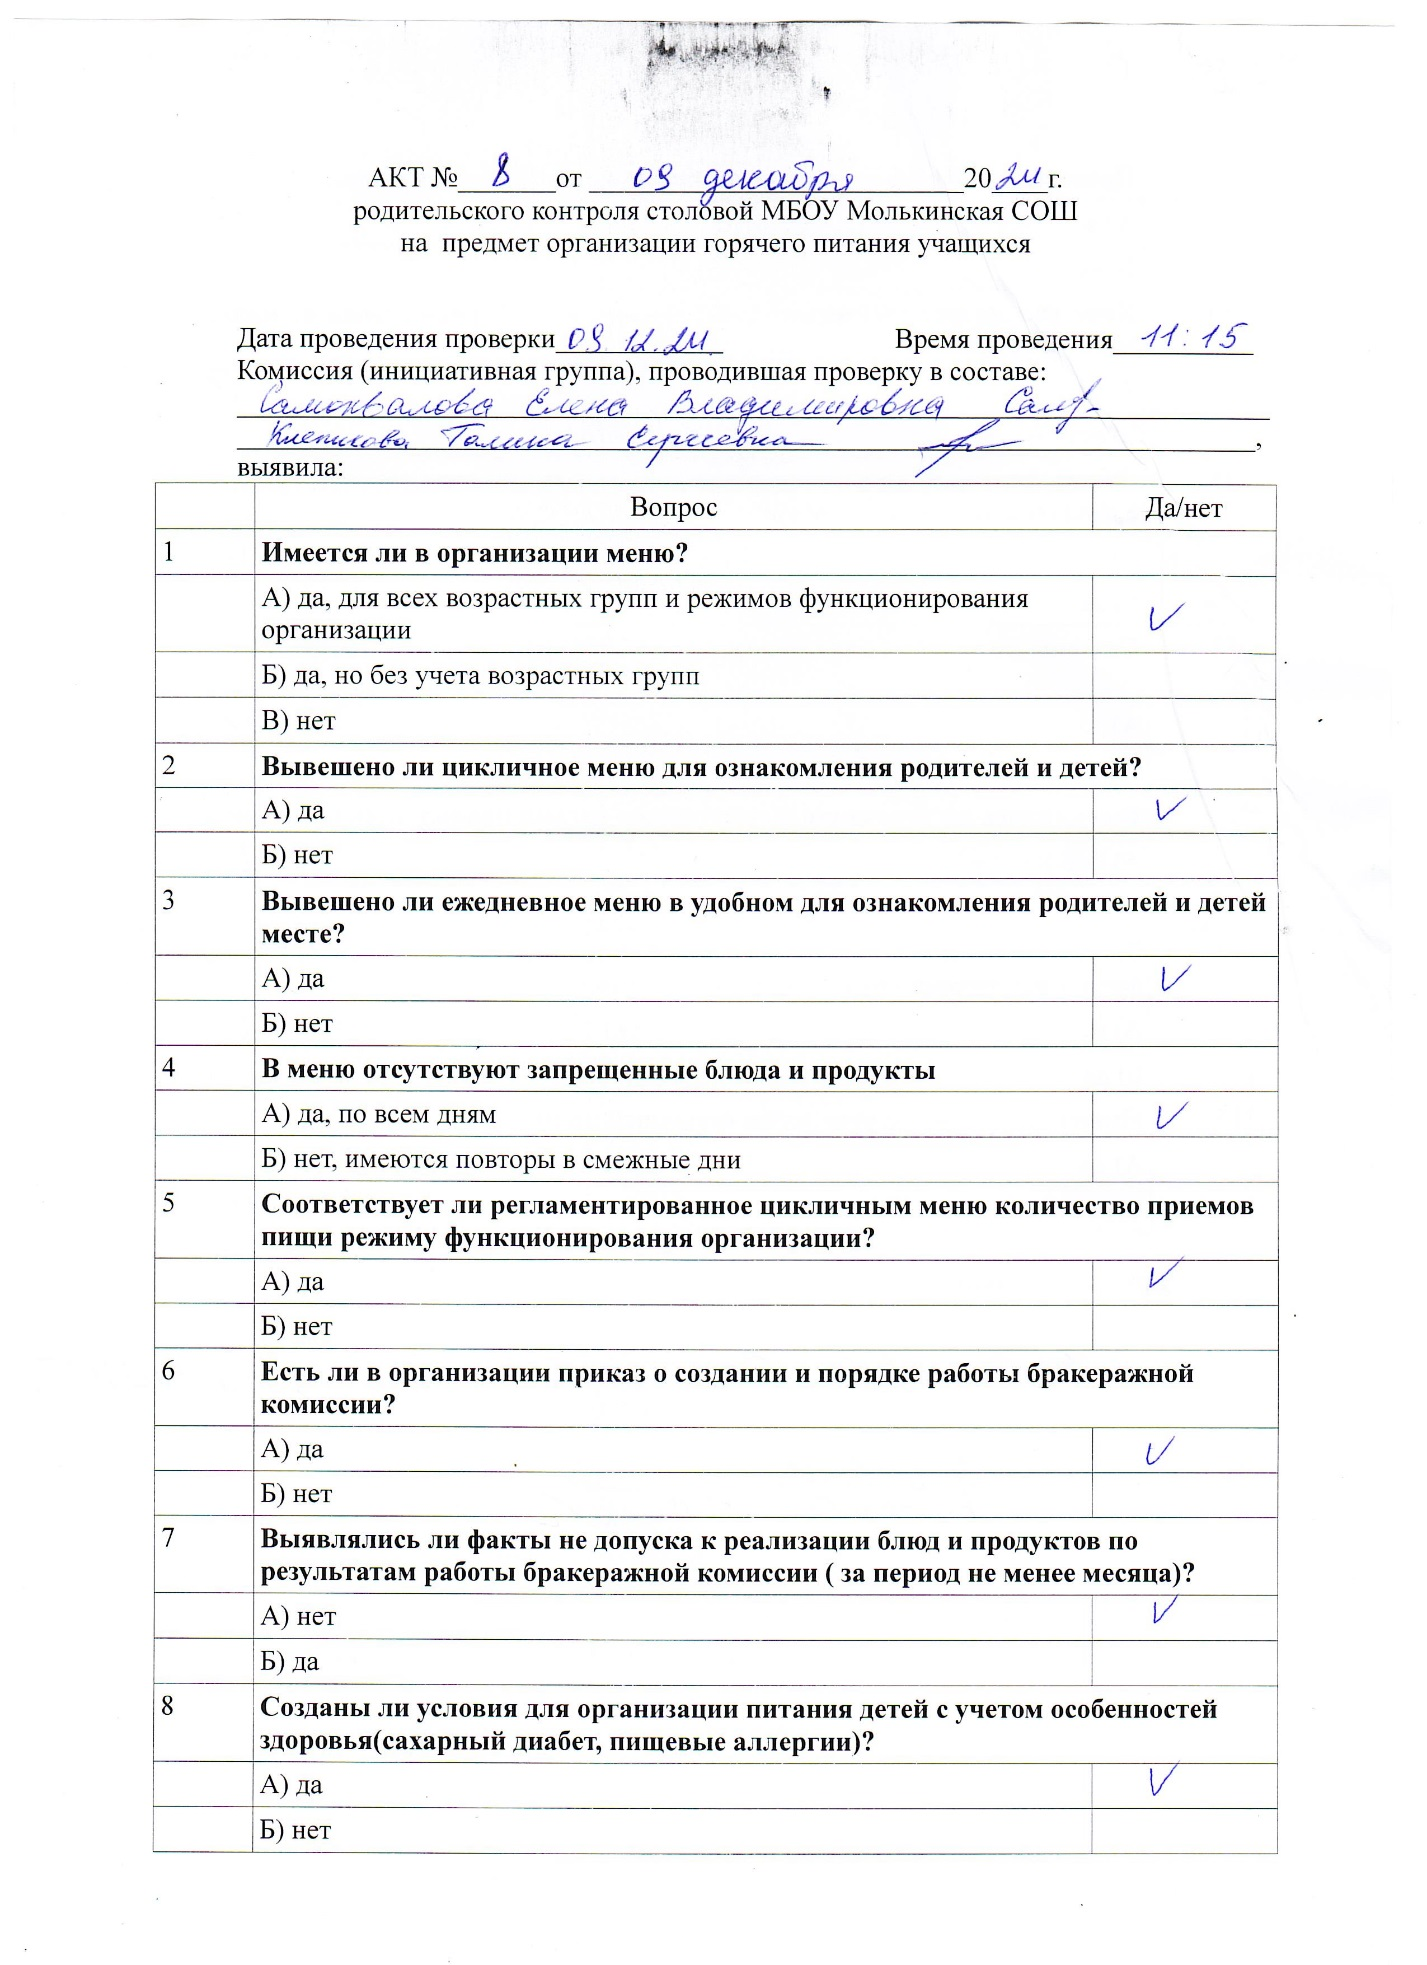 АКТ № 8 от 09 декабря 2024 г.
родительского контроля столовой МБОУ Молькинская СОШ
на предмет организации горячего питания учащихся
Дата проведения проверки 09.12.24. Время проведения 11:15
Комиссия (инициативная группа), проводившая проверку в составе:
Самохвалова Елена Владимировна
Клепикова Галина Сергеевна ,
выявила:
Вопрос Да/нет
1 Имеется ли в организации меню?
А) да, для всех возрастных групп и режимов функционирования
организации ✓
Б) да, но без учета возрастных групп
В) нет
2 Вывешено ли цикличное меню для ознакомления родителей и детей?
А) да ✓
Б) нет
3 Вывешено ли ежедневное меню в удобном для ознакомления родителей и детей
месте?
А) да ✓
Б) нет
4 В меню отсутствуют запрещенные блюда и продукты
А) да, по всем дням ✓
Б) нет, имеются повторы в смежные дни
5 Соответствует ли регламентированное цикличным меню количество приемов
пищи режиму функционирования организации?
А) да ✓
Б) нет
6 Есть ли в организации приказ о создании и порядке работы бракеражной
комиссии?
А) да ✓
Б) нет
7 Выявлялись ли факты не допуска к реализации блюд и продуктов по
результатам работы бракеражной комиссии ( за период не менее месяца)?
А) нет ✓
Б) да
8 Созданы ли условия для организации питания детей с учетом особенностей
здоровья(сахарный диабет, пищевые аллергии)?
А) да ✓
Б) нет